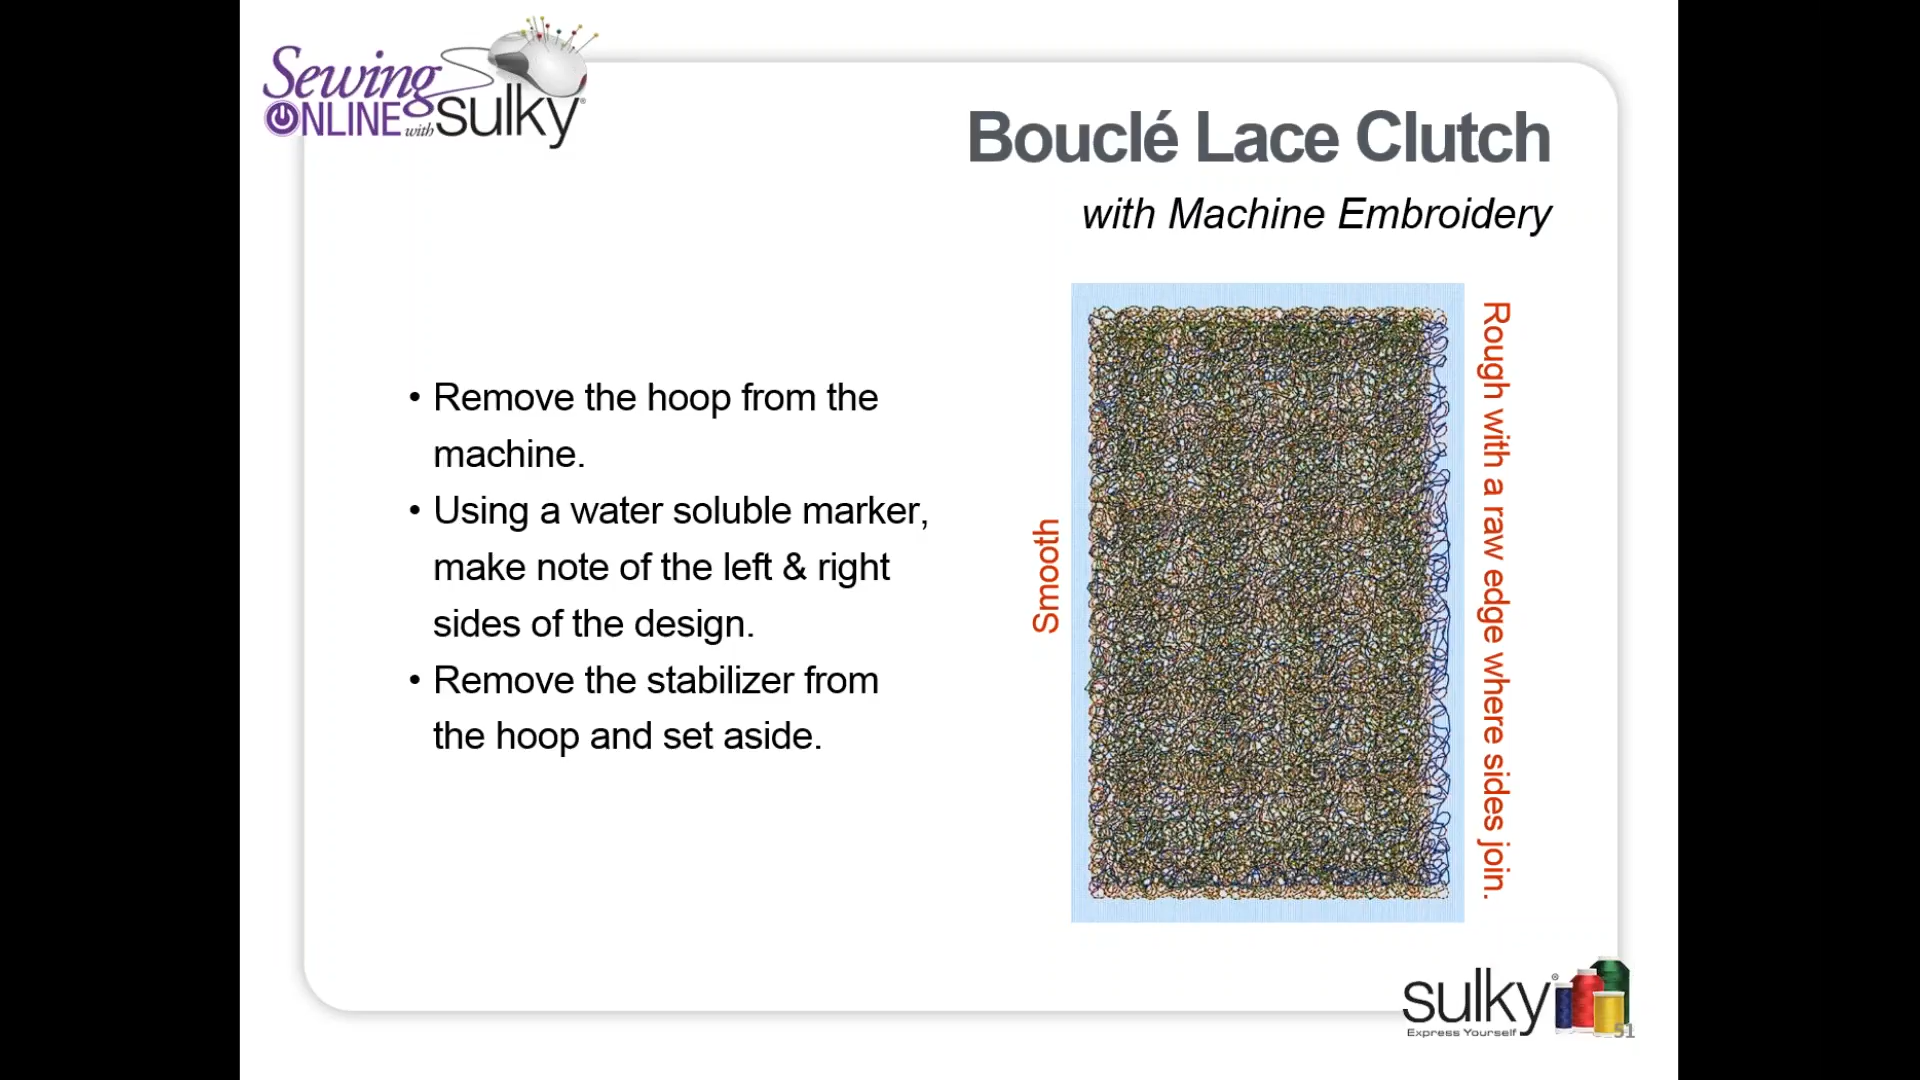 Sewing
ONLINE with sulky®
Bouclé Lace Clutch
with Machine Embroidery
• Remove the hoop from the
machine.
• Using a water soluble marker,
make note of the left & right
sides of the design.
• Remove the stabilizer from
the hoop and set aside.
Smooth
Rough with a raw edge where sides join.
sulky®
Express Yourself
51